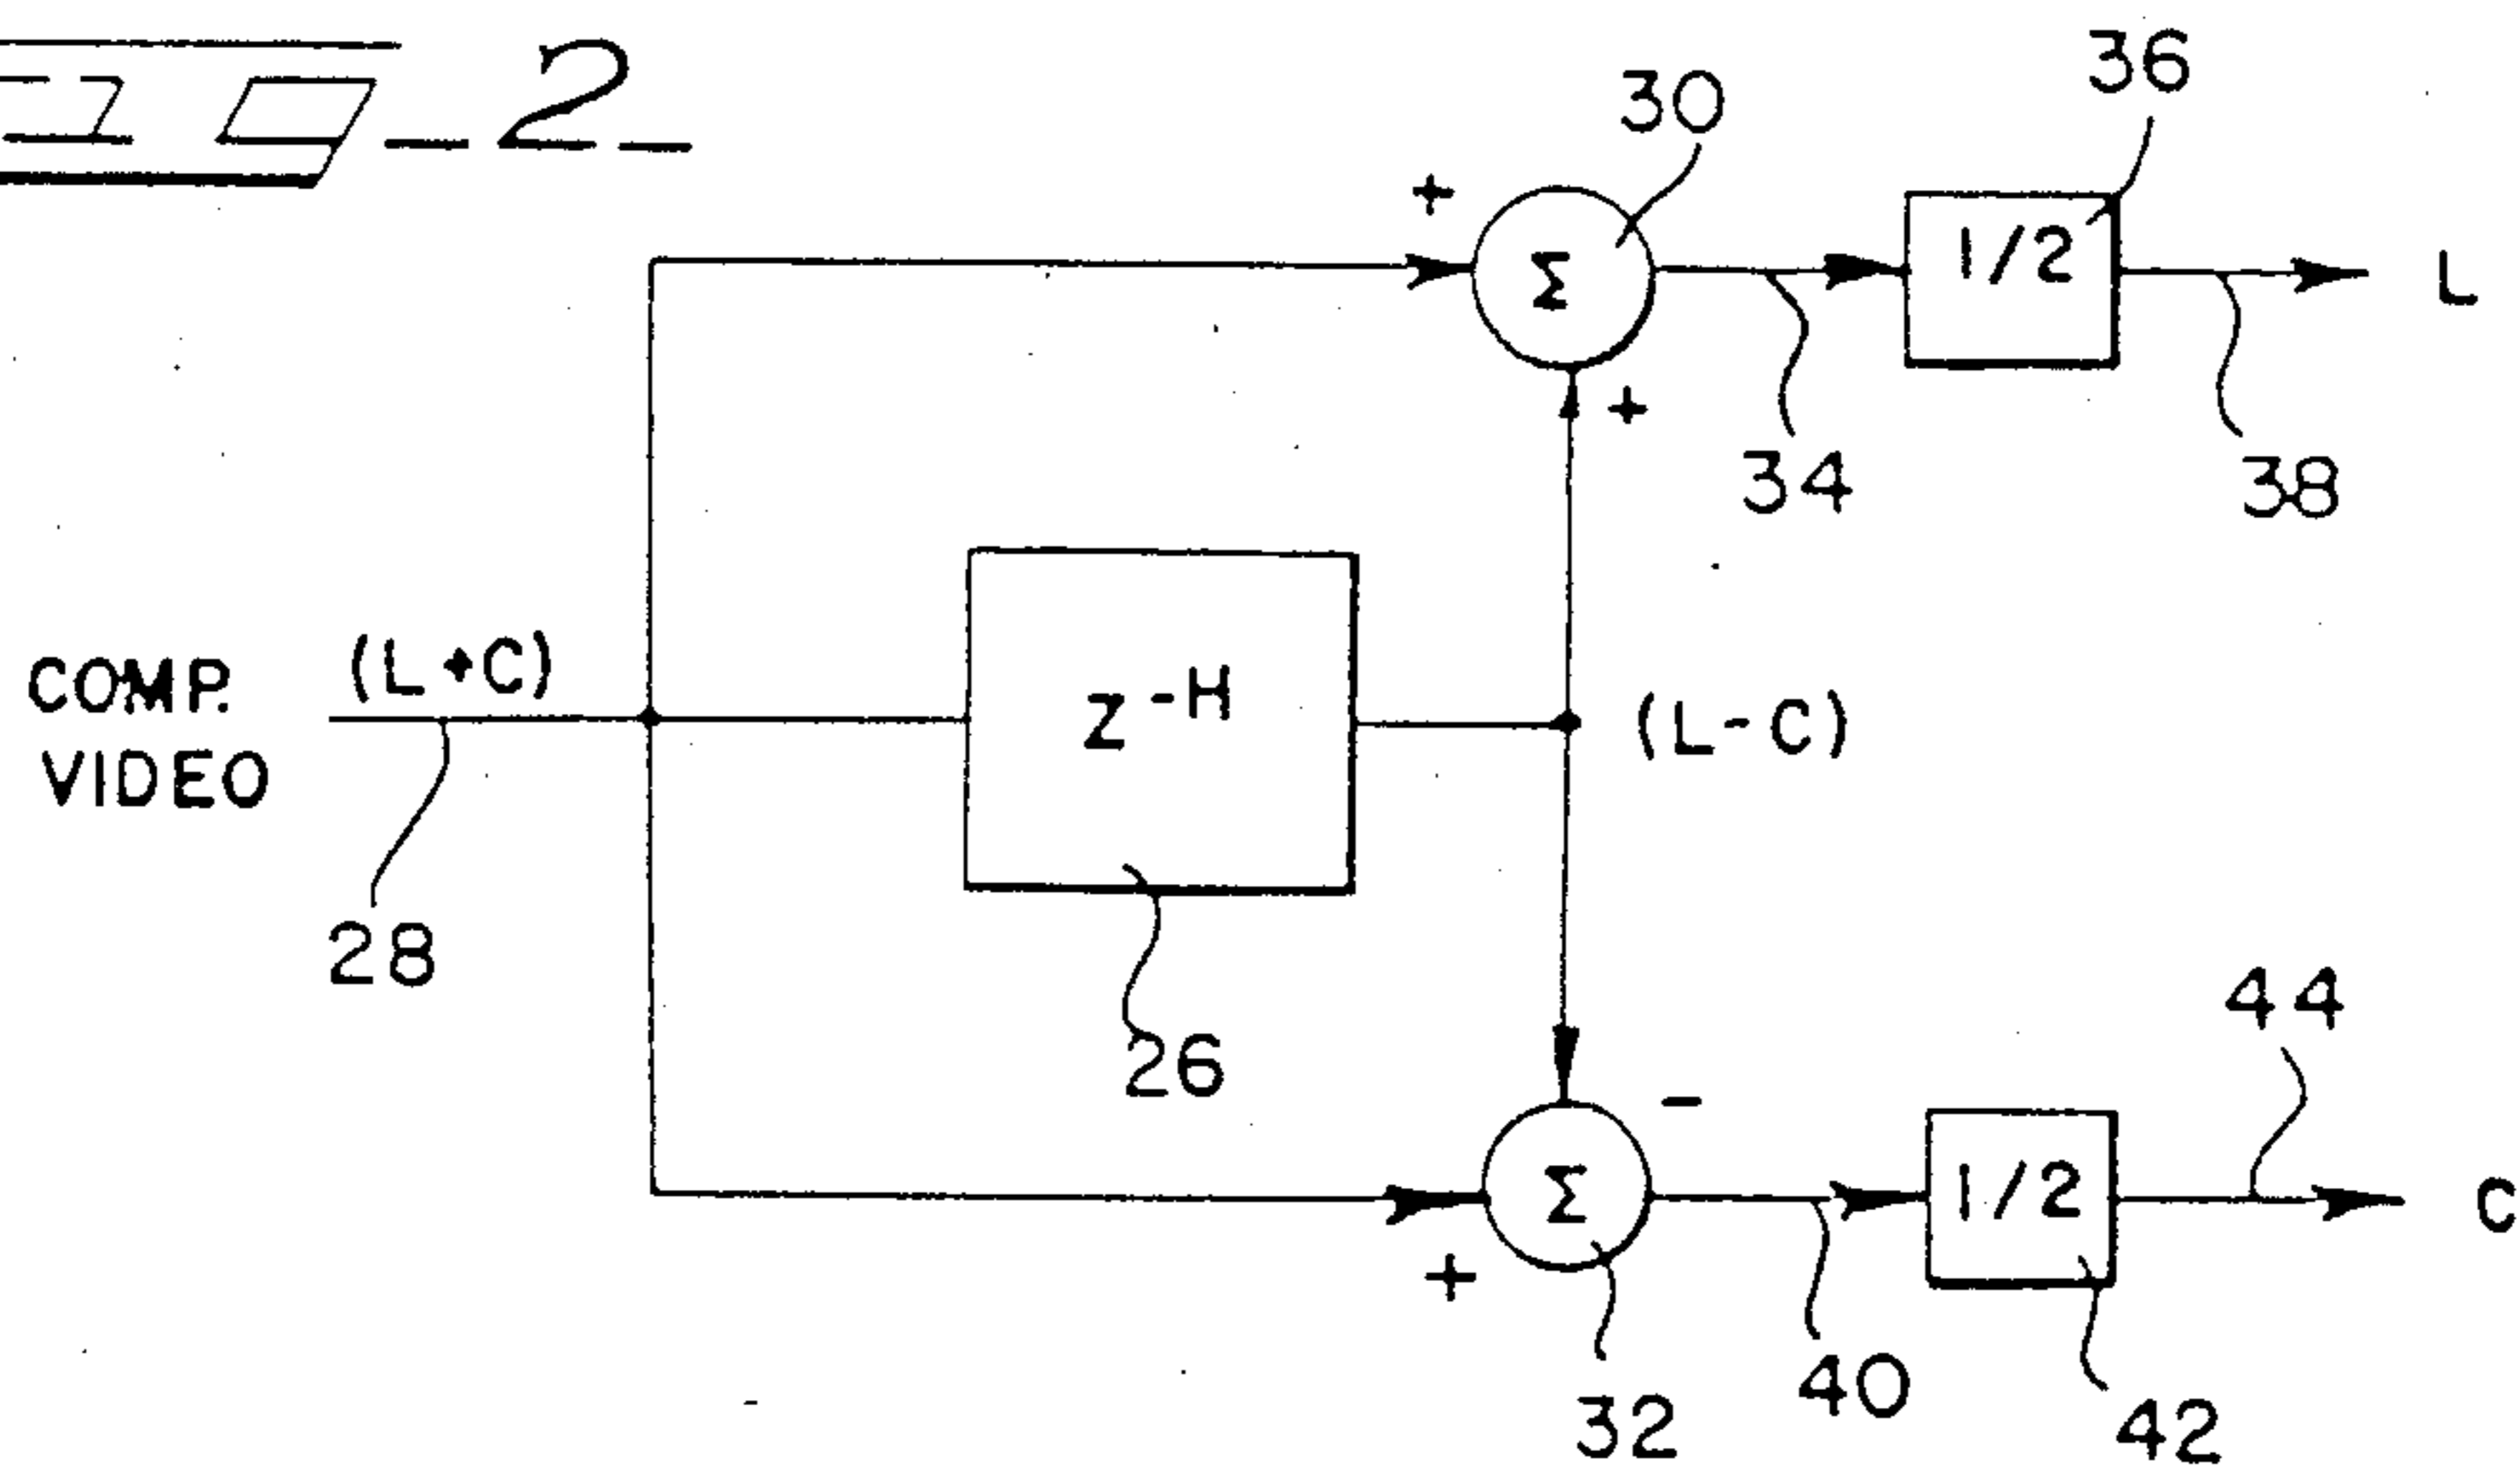 2
36
30
+
Σ
1/2
L
+
34
38
COMP.
VIDEO
(L+C)
Z-H
(L-C)
28
26
44
-
Σ
1/2
C
+
40
32
42